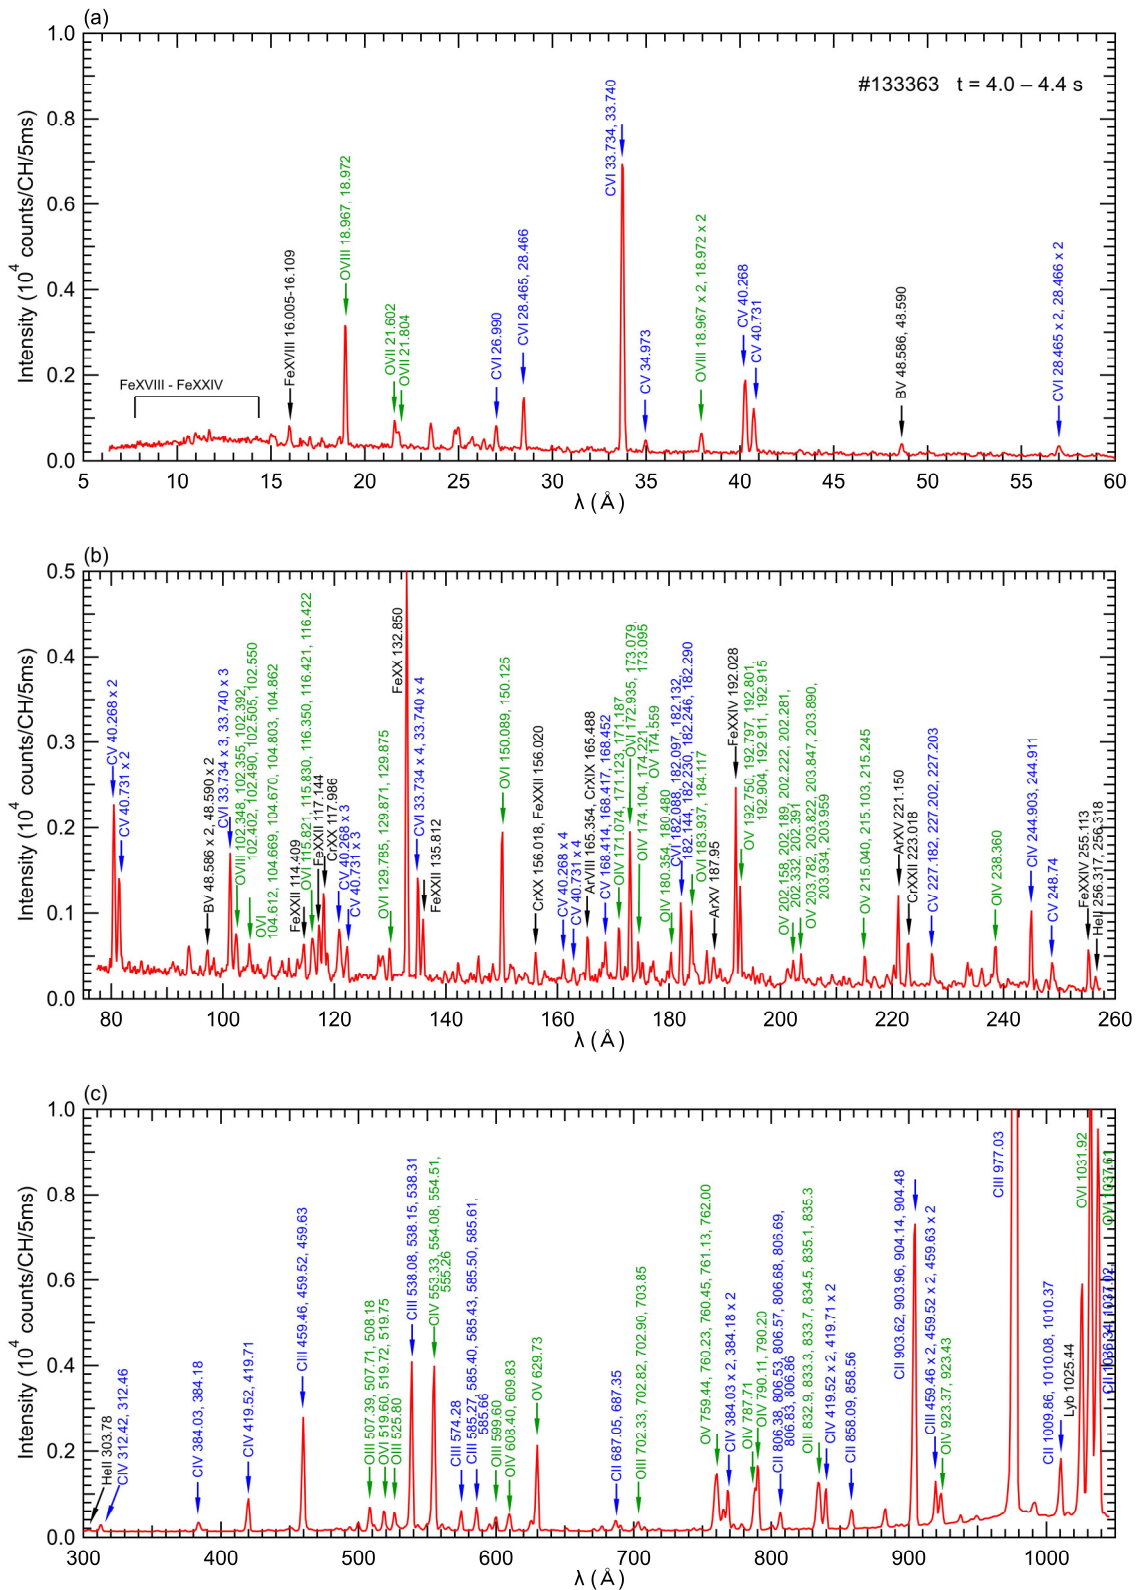 (a)
1.0
0.8
0.6
0.4
0.2
0.0
Intensity (10⁴ counts/CH/5ms)
#133363 t = 4.0 – 4.4 s
FeXVIII - FeXXIV
FeXVIII 16.005-16.109
OVIII 18.967, 18.972
OVII 21.602
OVII 21.804
CVI 26.990
CVI 28.465, 28.466
CVI 33.734, 33.740
CV 34.973
OVIII 18.967 x 2, 18.972 x 2
CV 40.268
CV 40.731
BV 48.586, 48.590
CVI 28.465 x 2, 28.466 x 2
5 10 15 20 25 30 35 40 45 50 55 60
λ (Å)
(b)
0.5
0.4
0.3
0.2
0.1
0.0
Intensity (10⁴ counts/CH/5ms)
CV 40.268 x 2
CV 40.731 x 2
BV 48.586 x 2, 48.590 x 2
CVI 33.734 x 3, 33.740 x 3
OVIII 102.348, 102.355, 102.392,
102.402, 102.490, 102.505, 102.550
OVI
104.612, 104.669, 104.670, 104.803, 104.862
FeXXII 114.409
OVI 115.821, 115.830, 116.350, 116.421, 116.422
FeXXII 117.144
CrXX 117.986
CV 40.268 x 3
CV 40.731 x 3
OVI 129.785, 129.871, 129.875
FeXX 132.850
CVI 33.734 x 4, 33.740 x 4
FeXXII 135.812
OVI 150.089, 150.125
CrXX 156.018, FeXXII 156.020
CV 40.268 x 4
CV 40.731 x 4
ArVIII 165.354, CrXIX 165.488
CV 168.414, 168.417, 168.452
OIV 171.074, 171.123, 171.187
OVI 172.935, 173.079,
173.095
OIV 174.104, 174.221,
OV 174.559
OIV 180.354, 180.480
CVI 182.088, 182.097, 182.132,
182.144, 182.230, 182.246, 182.290
OVI 183.937, 184.117
ArXV 187.95
FeXXIV 192.028
OV 192.750, 192.797, 192.801,
192.904, 192.911, 192.915
OV 202.158, 202.189, 202.222, 202.281,
202.332, 202.391
OV 203.782, 203.822, 203.847, 203.890,
203.934, 203.959
OV 215.040, 215.103, 215.245
ArXV 221.150
CrXXII 223.018
CV 227.182, 227.202, 227.203
OIV 238.360
CIV 244.903, 244.911
CV 248.74
FeXXIV 255.113
HeII 256.317, 256.318
80 100 120 140 160 180 200 220 240 260
λ (Å)
(c)
1.0
0.8
0.6
0.4
0.2
0.0
Intensity (10⁴ counts/CH/5ms)
HeII 303.78
CIV 312.42, 312.46
CIV 384.03, 384.18
CIV 419.52, 419.71
CIII 459.46, 459.52, 459.63
OIII 507.39, 507.71, 508.18
OVI 519.60, 519.72, 519.75
OIII 525.80
CIII 538.08, 538.15, 538.31
OIV 553.33, 554.08, 554.51,
555.26
CIII 574.28
CIII 585.27, 585.40, 585.43, 585.50, 585.61,
585.66
OIII 599.60
OIV 608.40, 609.83
OV 629.73
CII 687.05, 687.35
OIII 702.33, 702.82, 702.90, 703.85
OV 759.44, 760.23, 760.45, 761.13, 762.00
CIV 384.03 x 2, 384.18 x 2
OIV 787.71
OIV 790.11, 790.20
CII 806.38, 806.53, 806.57, 806.68, 806.69,
806.83, 806.86
OIII 832.9, 833.3, 833.7, 834.5, 835.1, 835.3
CIV 419.52 x 2, 419.71 x 2
CII 858.09, 858.56
CII 903.62, 903.96, 904.14, 904.48
CIII 459.46 x 2, 459.52 x 2, 459.63 x 2
OIV 923.37, 923.43
CIII 977.03
CII 1009.86, 1010.08, 1010.37
Lyb 1025.44
OVI 1031.92
CII 1036.34, 1037.02
OVI 1037.61
300 400 500 600 700 800 900 1000
λ (Å)